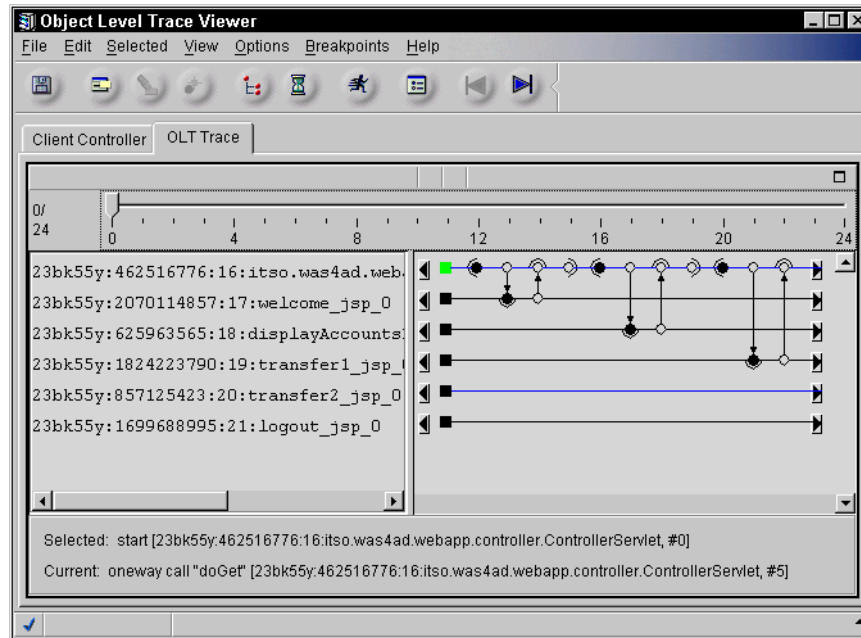 Object Level Trace Viewer
File Edit Selected View Options Breakpoints Help
Client Controller OLT Trace
0/
24
0 4 8 12 16 20 24
23bk55y:462516776:16:itso.was4ad.web
23bk55y:2070114857:17:welcome_jsp_0
23bk55y:625963565:18:displayAccounts
23bk55y:1824223790:19:transfer1_jsp_
23bk55y:857125423:20:transfer2_jsp_0
23bk55y:1699688995:21:logout_jsp_0
Selected: start [23bk55y:462516776:16:itso.was4ad.webapp.controller.ControllerServlet, #0]
Current: oneway call "doGet" [23bk55y:462516776:16:itso.was4ad.webapp.controller.ControllerServlet, #5]